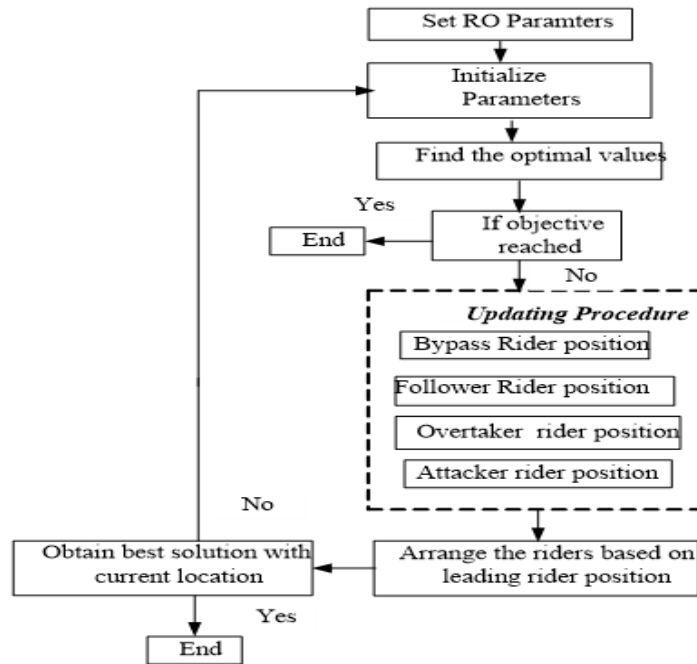 Set RO Paramters
Initialize
Parameters
Find the optimal values
Yes
If objective
reached
End
No
Updating Procedure
Bypass Rider position
Follower Rider position
Overtaker rider position
Attacker rider position
No
Obtain best solution with
current location
Arrange the riders based on
leading rider position
Yes
End